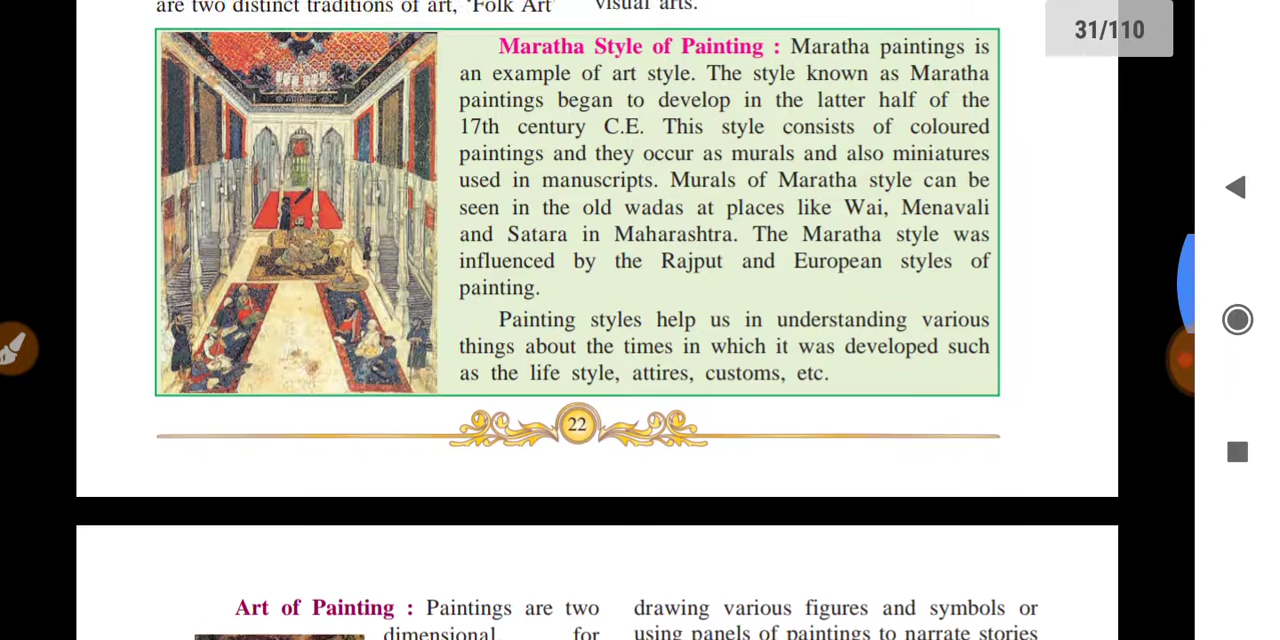 are two distinct traditions of art, 'Folk Art'
visual arts.
31/110
Maratha Style of Painting : Maratha paintings is
an example of art style. The style known as Maratha
paintings began to develop in the latter half of the
17th century C.E. This style consists of coloured
paintings and they occur as murals and also miniatures
used in manuscripts. Murals of Maratha style can be
seen in the old wadas at places like Wai, Menavali
and Satara in Maharashtra. The Maratha style was
influenced by the Rajput and European styles of
painting.
Painting styles help us in understanding various
things about the times in which it was developed such
as the life style, attires, customs, etc.
22
Art of Painting : Paintings are two
dimensional, for
drawing various figures and symbols or
using panels of paintings to narrate stories